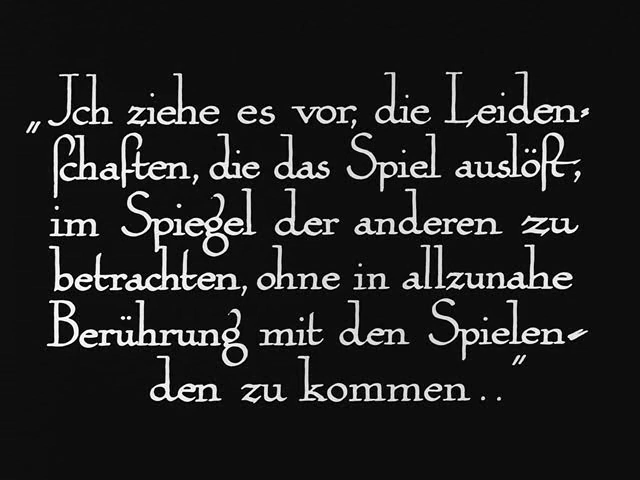 „Ich ziehe es vor, die Leiden-
ſchaften, die das Spiel auslöſt,
im Spiegel der anderen zu
betrachten, ohne in allzunahe
Berührung mit den Spielen-
den zu kommen . .“